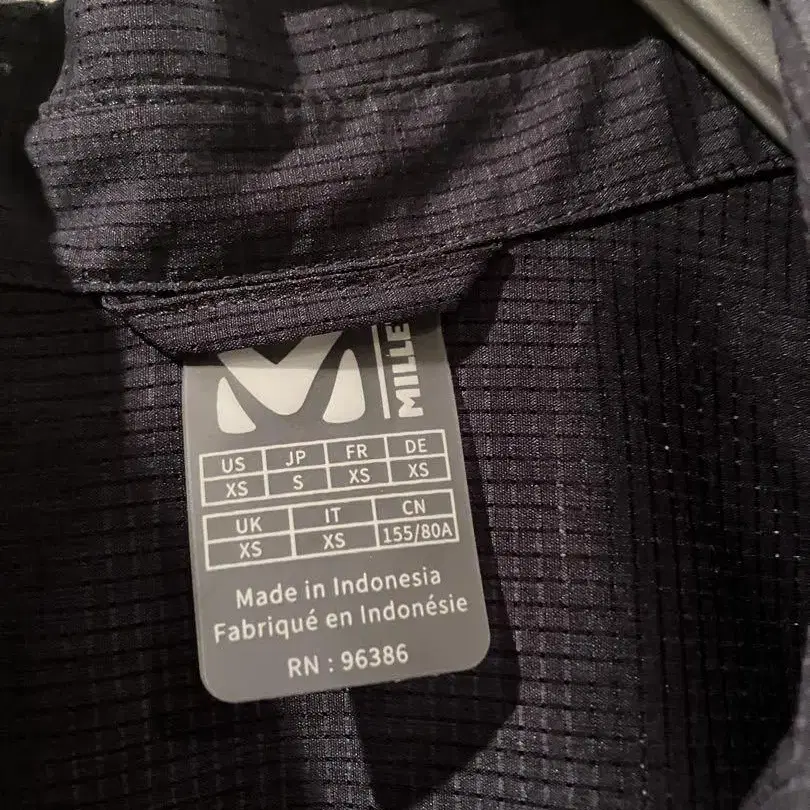 MILLE
US JP FR DE
XS S XS XS
UK IT CN
XS XS 155/80A
Made in Indonesia
Fabriqué en Indonésie
RN : 96386